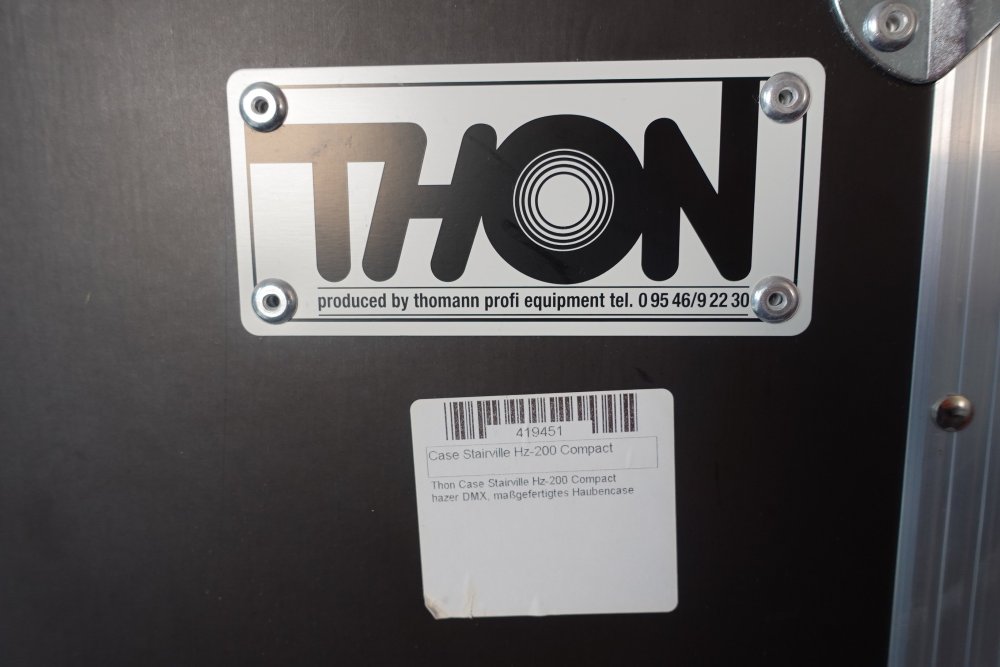 THON
produced by thomann profi equipment tel. 0 95 46/9 22 30
419451
Case Stairville Hz-200 Compact
Thon Case Stairville Hz-200 Compact
hazer DMX, maßgefertigtes Haubencase